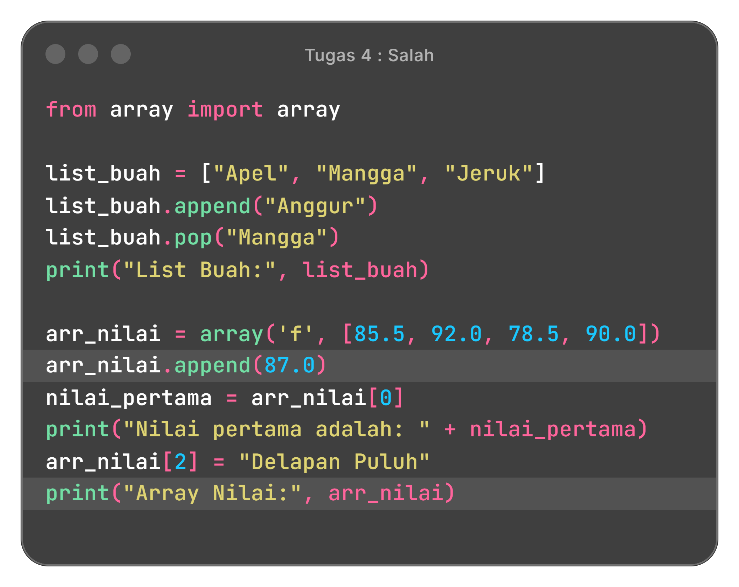 Tugas 4 : Salah
from array import array
list_buah = ["Apel", "Mangga", "Jeruk"]
list_buah.append("Anggur")
list_buah.pop("Mangga")
print("List Buah:", list_buah)
arr_nilai = array('f', [85.5, 92.0, 78.5, 90.0])
arr_nilai.append(87.0)
nilai_pertama = arr_nilai[0]
print("Nilai pertama adalah: " + nilai_pertama)
arr_nilai[2] = "Delapan Puluh"
print("Array Nilai:", arr_nilai)